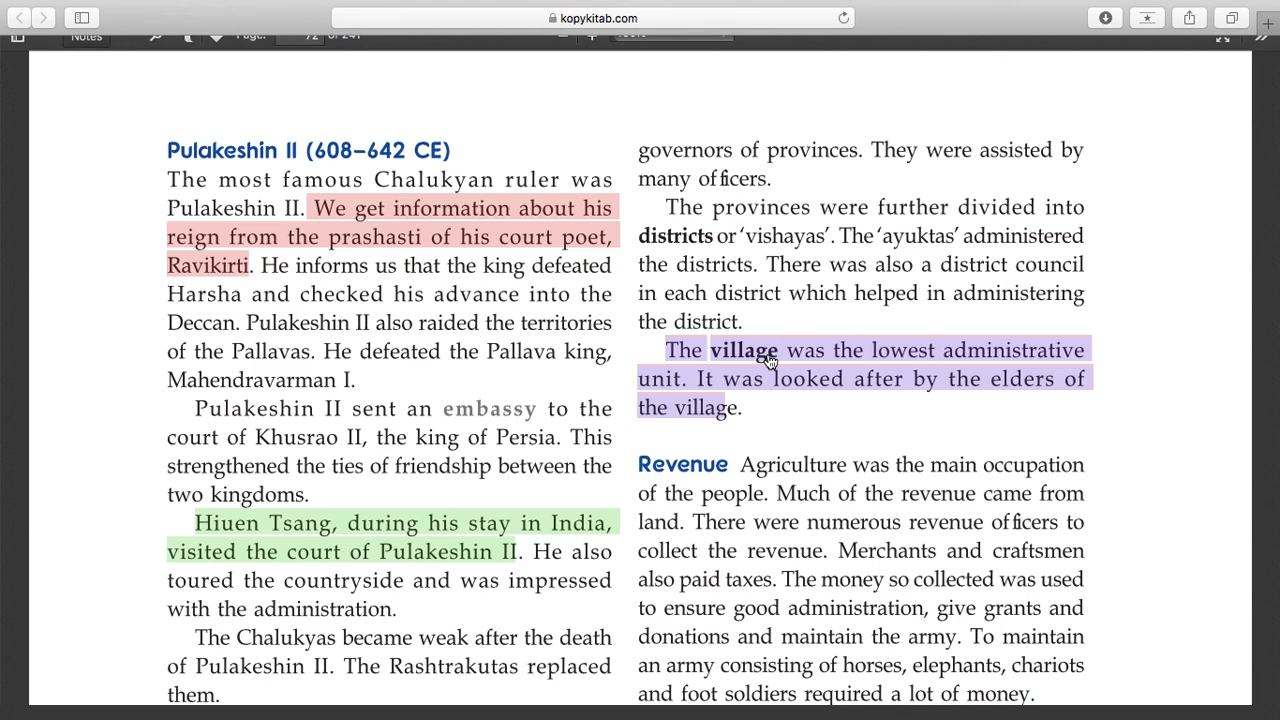 kopykitab.com
Notes
Page: 72 of 241
Pulakeshin II (608–642 CE)
The most famous Chalukyan ruler was
Pulakeshin II. We get information about his
reign from the prashasti of his court poet,
Ravikirti. He informs us that the king defeated
Harsha and checked his advance into the
Deccan. Pulakeshin II also raided the territories
of the Pallavas. He defeated the Pallava king,
Mahendravarman I.
Pulakeshin II sent an embassy to the
court of Khusrao II, the king of Persia. This
strengthened the ties of friendship between the
two kingdoms.
Hiuen Tsang, during his stay in India,
visited the court of Pulakeshin II. He also
toured the countryside and was impressed
with the administration.
The Chalukyas became weak after the death
of Pulakeshin II. The Rashtrakutas replaced
them.
governors of provinces. They were assisted by
many officers.
The provinces were further divided into
districts or ‘vishayas’. The ‘ayuktas’ administered
the districts. There was also a district council
in each district which helped in administering
the district.
The village was the lowest administrative
unit. It was looked after by the elders of
the village.
Revenue Agriculture was the main occupation
of the people. Much of the revenue came from
land. There were numerous revenue officers to
collect the revenue. Merchants and craftsmen
also paid taxes. The money so collected was used
to ensure good administration, give grants and
donations and maintain the army. To maintain
an army consisting of horses, elephants, chariots
and foot soldiers required a lot of money.